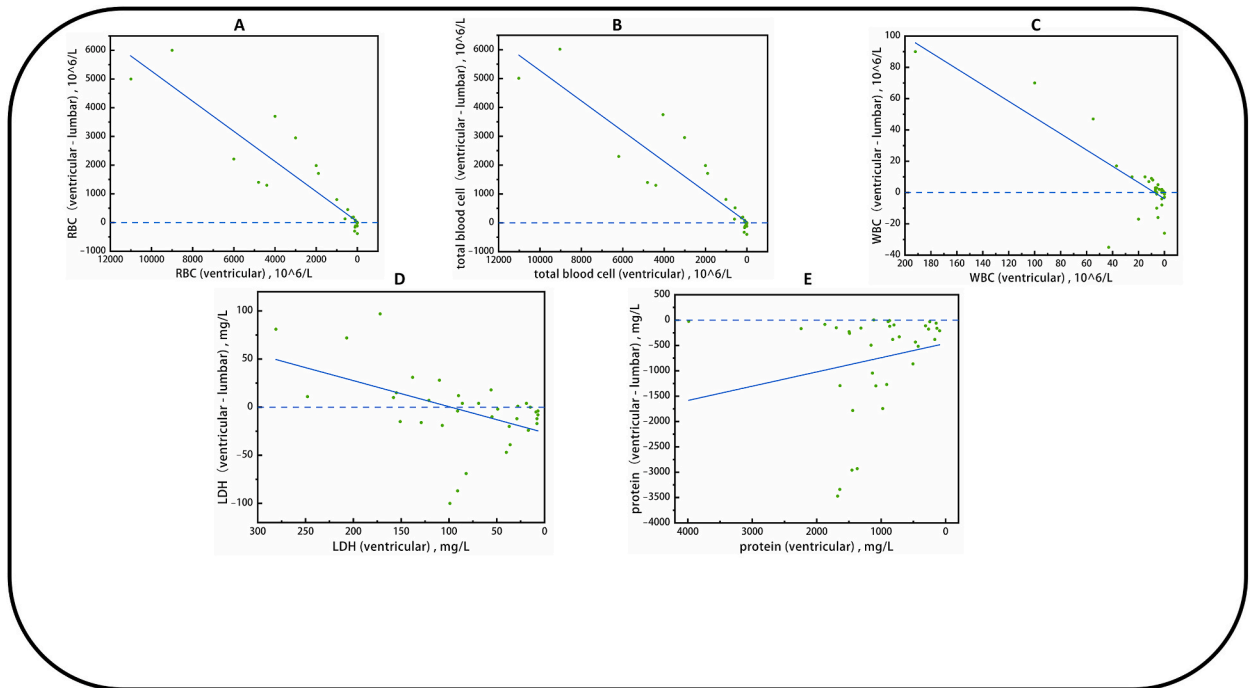 A
RBC (ventricular - lumbar) , 10^6/L
6000
5000
4000
3000
2000
1000
0
−1000
12000 10000 8000 6000 4000 2000 0
RBC (ventricular) , 10^6/L
B
total blood cell (ventricular - lumbar) , 10^6/L
6000
5000
4000
3000
2000
1000
0
−1000
12000 10000 8000 6000 4000 2000 0
total blood cell (ventricular) , 10^6/L
C
WBC (ventricular - lumbar) , 10^6/L
100
80
60
40
20
0
−20
−40
200 180 160 140 120 100 80 60 40 20 0
WBC (ventricular) , 10^6/L
D
LDH (ventricular - lumbar) , mg/L
100
50
0
−50
−100
300 250 200 150 100 50 0
LDH (ventricular) , mg/L
E
protein (ventricular - lumbar) , mg/L
500
0
−500
−1000
−1500
−2000
−2500
−3000
−3500
−4000
4000 3000 2000 1000 0
protein (ventricular) , mg/L